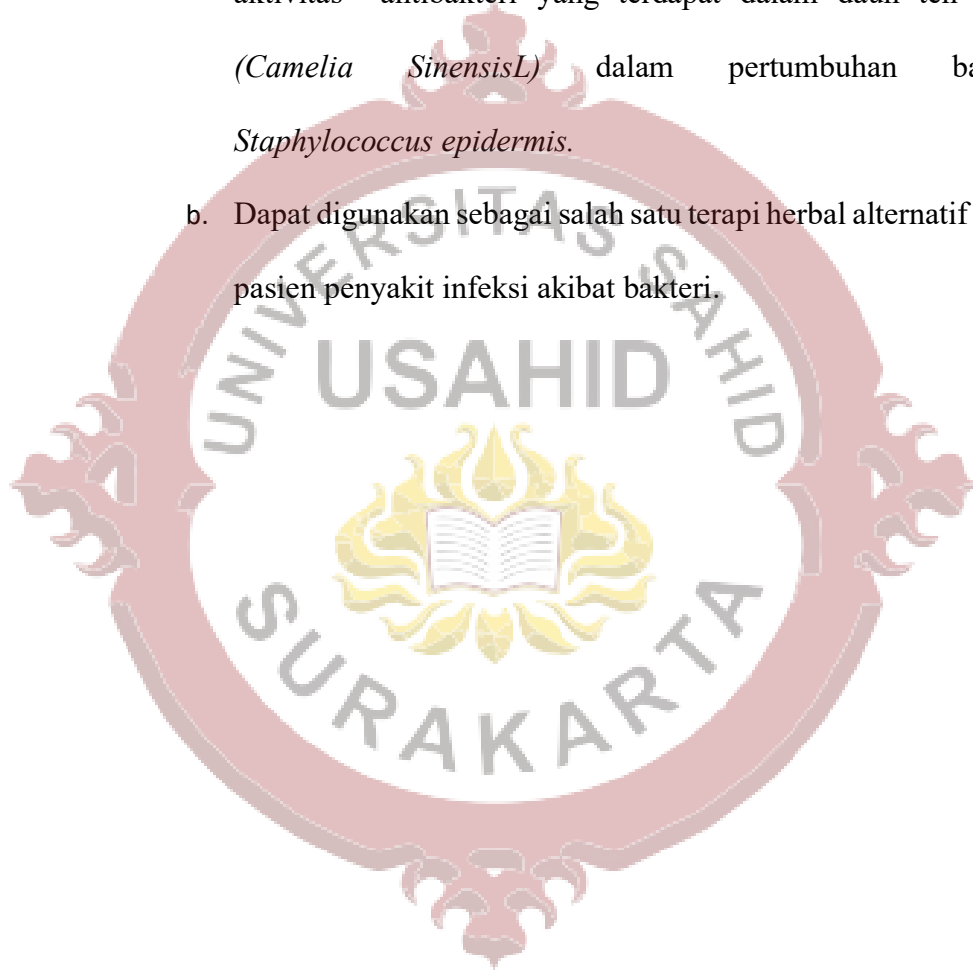 aktivitas antibakteri yang terdapat dalam daun teh
(Camelia SinensisL) dalam pertumbuhan
Staphylococcus epidermis.
b. Dapat digunakan sebagai salah satu terapi herbal alternatif
pasien penyakit infeksi akibat bakteri.
UNIVERSITAS SAHID
USAHID
SURAKARTA